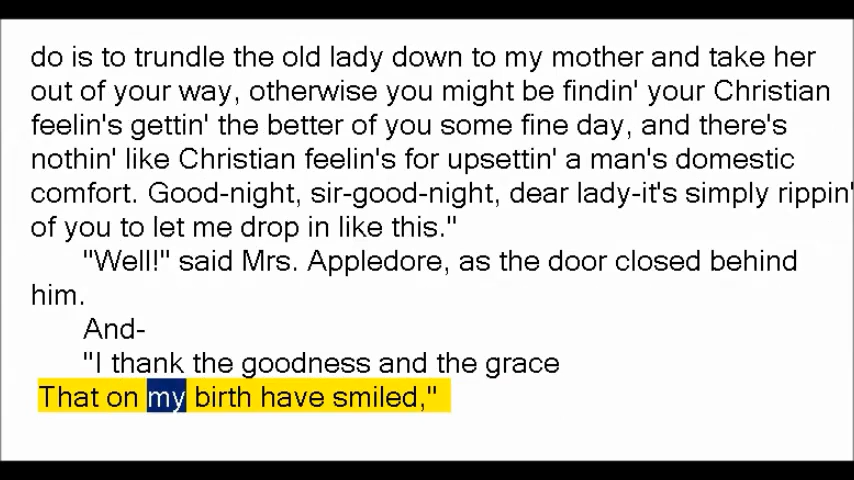 do is to trundle the old lady down to my mother and take her
out of your way, otherwise you might be findin' your Christian
feelin's gettin' the better of you some fine day, and there's
nothin' like Christian feelin's for upsettin' a man's domestic
comfort. Good-night, sir-good-night, dear lady-it's simply rippin'
of you to let me drop in like this."
"Well!" said Mrs. Appledore, as the door closed behind
him.
And-
"I thank the goodness and the grace
That on my birth have smiled,"